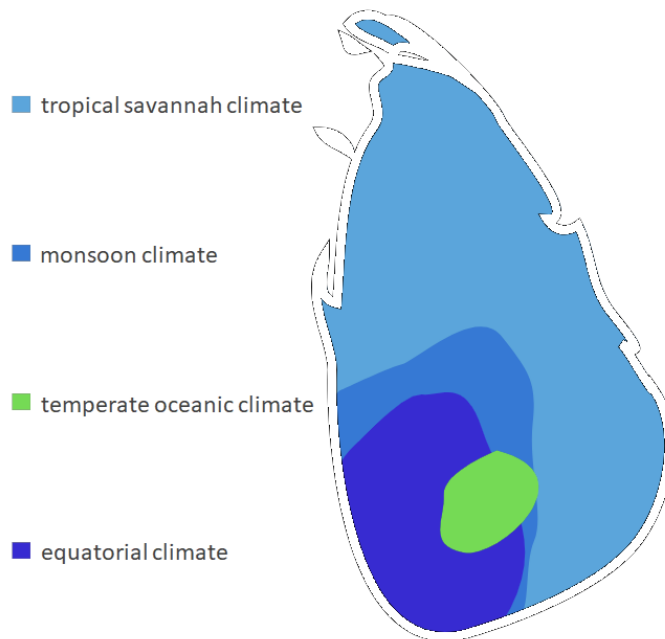 tropical savannah climate
monsoon climate
temperate oceanic climate
equatorial climate